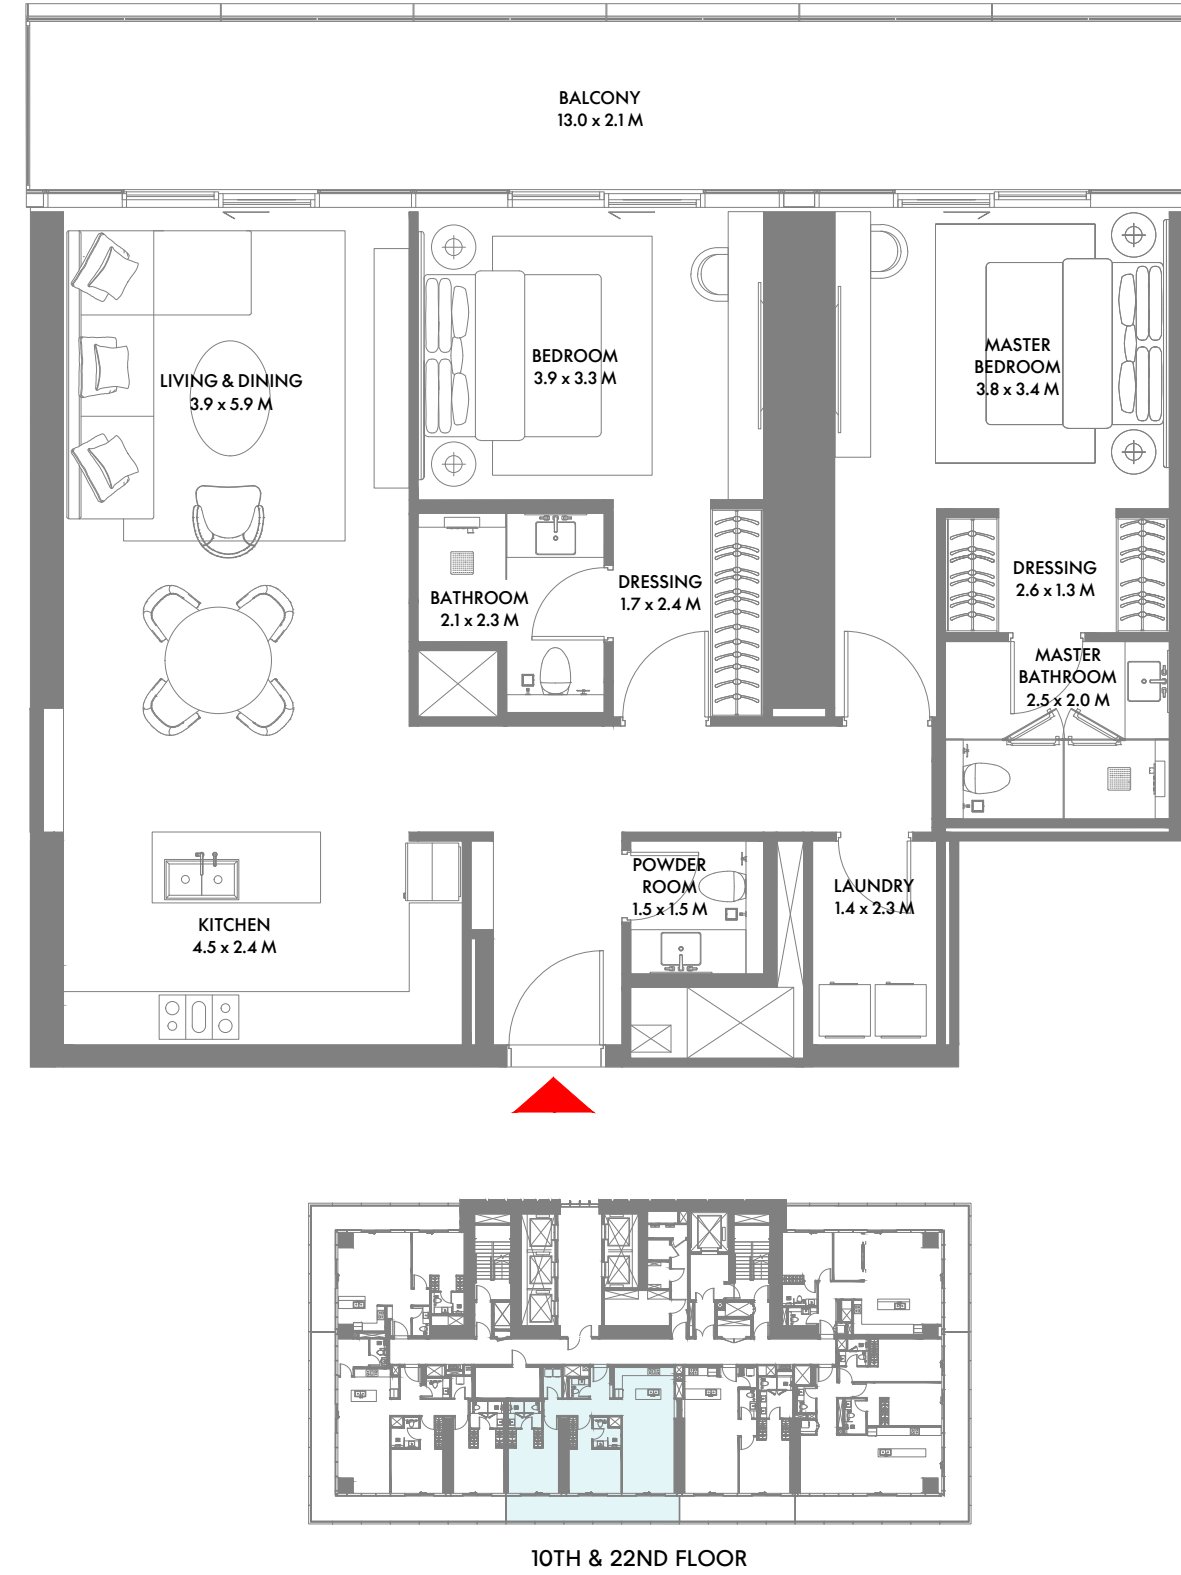 BALCONY
13.0 x 2.1 M
LIVING & DINING
3.9 x 5.9 M
BEDROOM
3.9 x 3.3 M
MASTER
BEDROOM
3.8 x 3.4 M
BATHROOM
2.1 x 2.3 M
DRESSING
1.7 x 2.4 M
DRESSING
2.6 x 1.3 M
MASTER
BATHROOM
2.5 x 2.0 M
KITCHEN
4.5 x 2.4 M
POWDER
ROOM
1.5 x 1.5 M
LAUNDRY
1.4 x 2.3 M
10TH & 22ND FLOOR